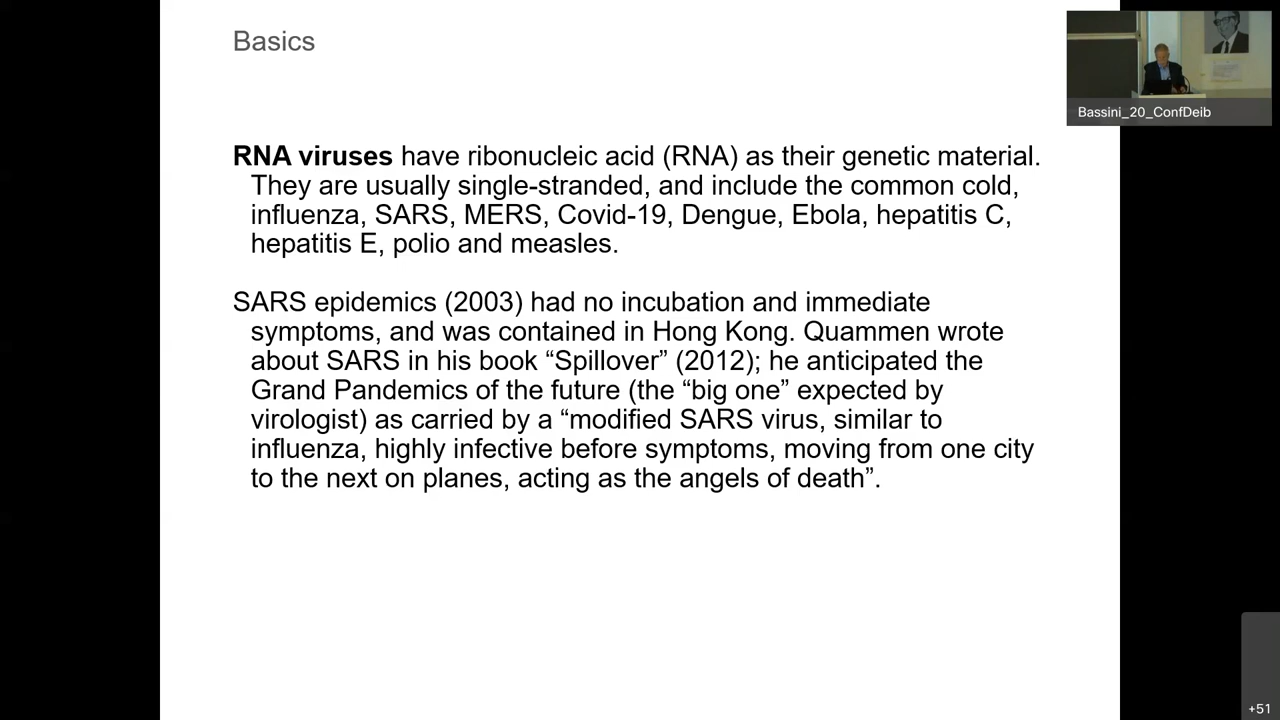 Basics
Bassini_20_ConfDeib
RNA viruses have ribonucleic acid (RNA) as their genetic material.
They are usually single-stranded, and include the common cold,
influenza, SARS, MERS, Covid-19, Dengue, Ebola, hepatitis C,
hepatitis E, polio and measles.
SARS epidemics (2003) had no incubation and immediate
symptoms, and was contained in Hong Kong. Quammen wrote
about SARS in his book “Spillover” (2012); he anticipated the
Grand Pandemics of the future (the “big one” expected by
virologist) as carried by a “modified SARS virus, similar to
influenza, highly infective before symptoms, moving from one city
to the next on planes, acting as the angels of death”.
+51